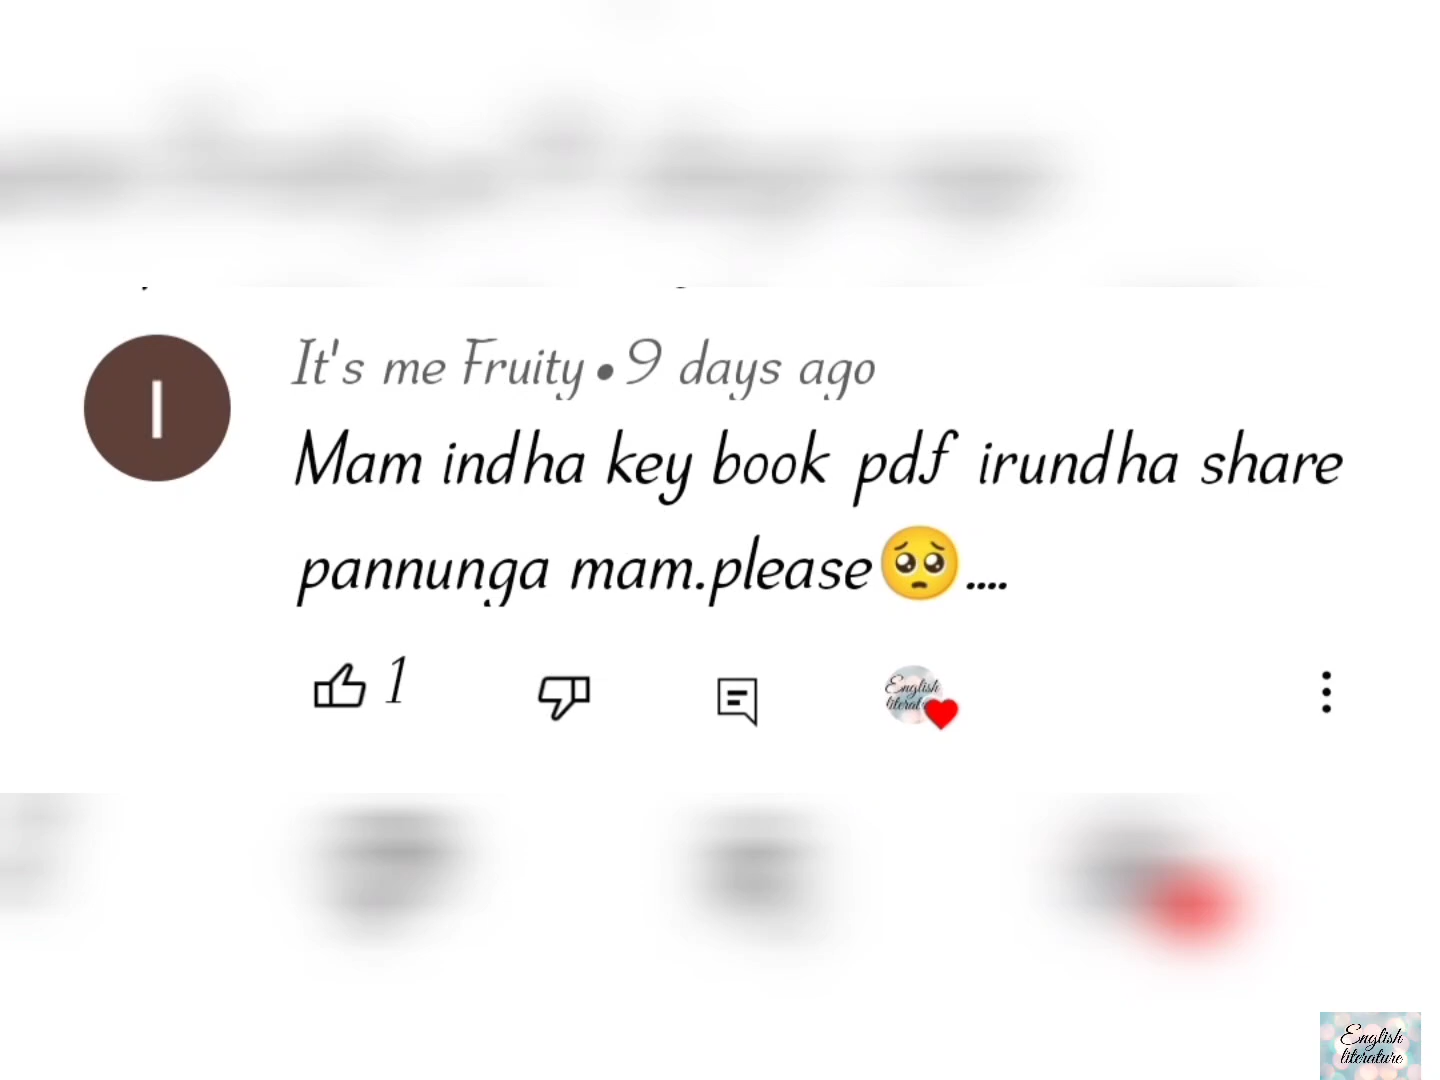 It's me Fruity • 9 days ago
Mam indha key book pdf irundha share
pannunga mam.please🥺....
1
English
literature